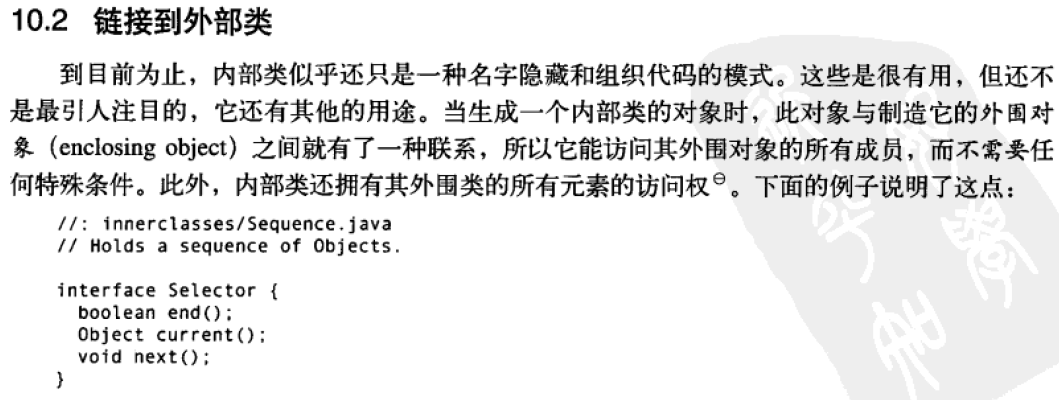 10.2 链接到外部类
到目前为止，内部类似乎还只是一种名字隐藏和组织代码的模式。这些是很有用，但还不
是最引人注目的，它还有其他的用途。当生成一个内部类的对象时，此对象与制造它的外围对
象（enclosing object）之间就有了一种联系，所以它能访问其外围对象的所有成员，而不需要任
何特殊条件。此外，内部类还拥有其外围类的所有元素的访问权⊖。下面的例子说明了这点：
//: innerclasses/Sequence.java
// Holds a sequence of Objects.
interface Selector {
boolean end();
Object current();
void next();
}